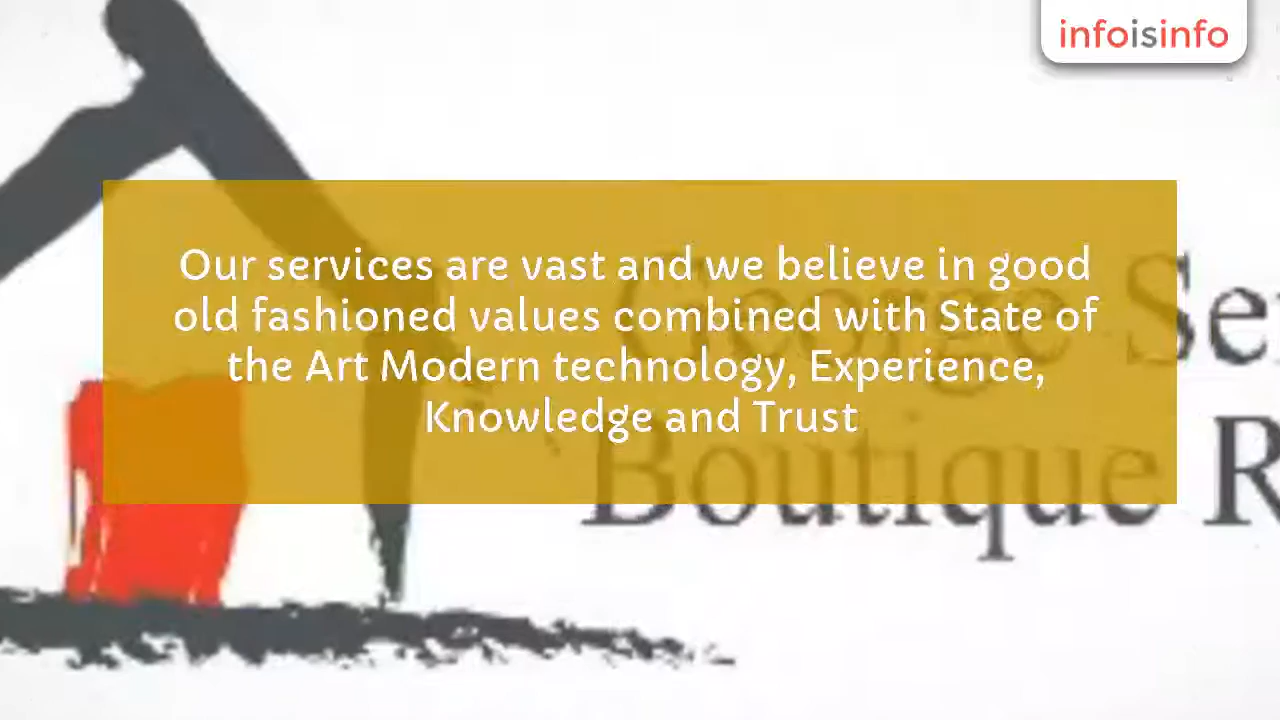 infoisinfo
Our services are vast and we believe in good
old fashioned values combined with State of
the Art Modern technology, Experience,
Knowledge and Trust
George
Boutique